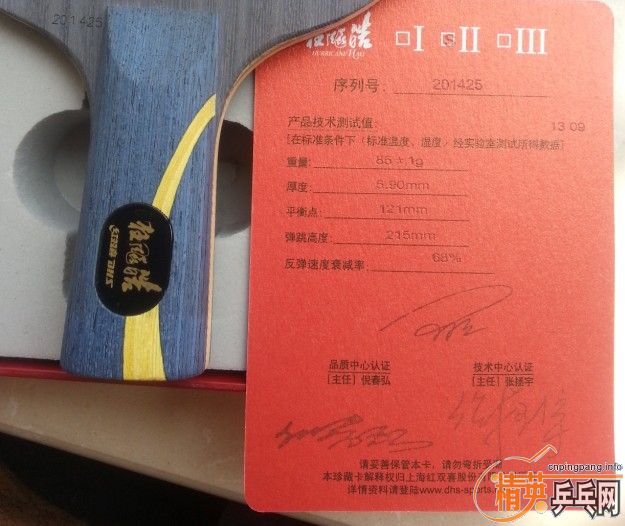 201425
狂飚皓
HURRICANE HAO
□I □II □III
序列号: 201425
产品技术测试值: 13 09
[在标准条件下（标准温度、湿度）经实验室测试所得数据]
重量: 85 ± 1g
厚度: 5.90mm
平衡点: 121mm
弹跳高度: 215mm
反弹速度衰减率: 68%
品质中心认证 技术中心认证
[主任] 倪春弘 [主任] 张挺宇
请妥善保管本卡，请勿弯折受
本珍藏卡解释权归上海红双喜股份
详情资料请登陆www.dhs-sports.
cnpingpang.info
精英乒乓网